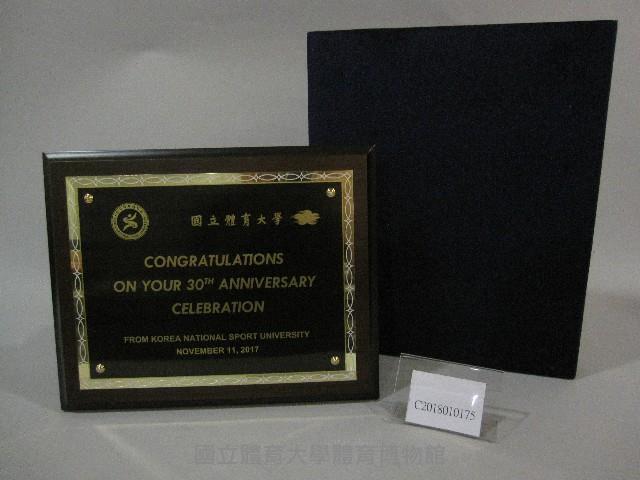 國立體育大學
CONGRATULATIONS
ON YOUR 30TH ANNIVERSARY
CELEBRATION
FROM KOREA NATIONAL SPORT UNIVERSITY
NOVEMBER 11, 2017
C2018010175
國立體育大學體育博物館